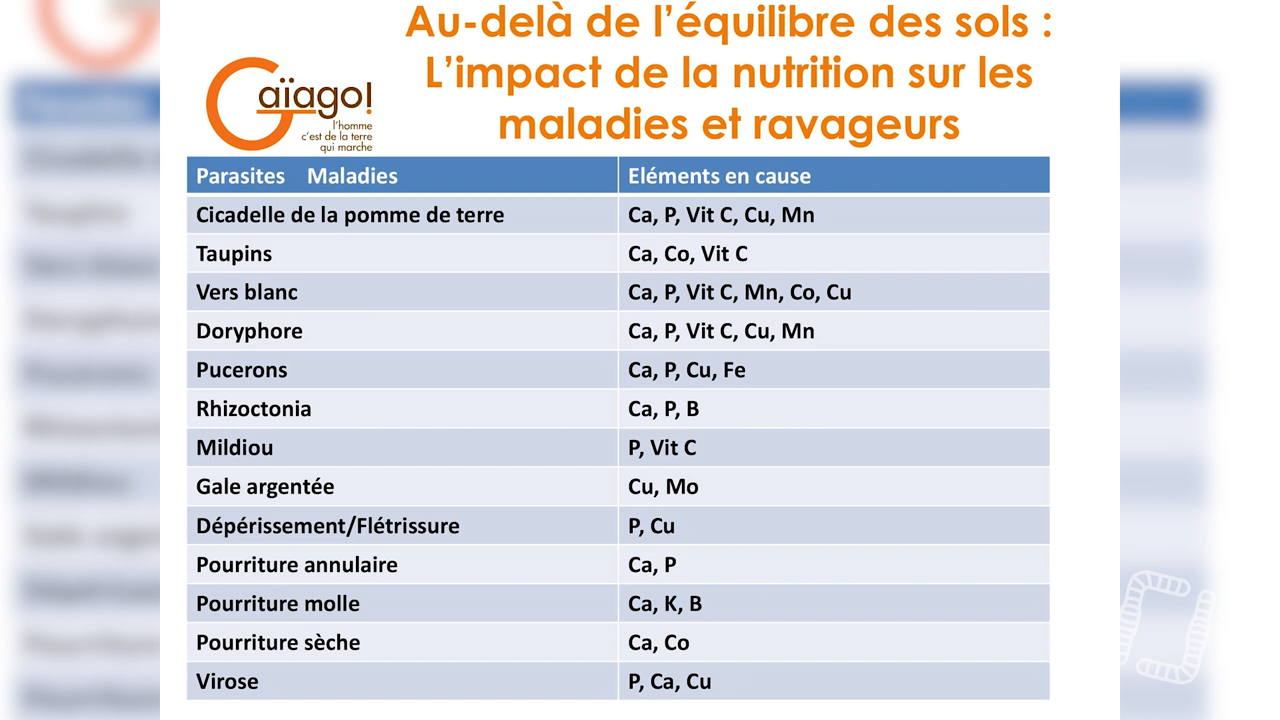 Au-delà de l’équilibre des sols :
L’impact de la nutrition sur les
maladies et ravageurs
Gaïago!
l’homme
c’est de la terre
qui marche
Parasites Maladies Eléments en cause
Cicadelle de la pomme de terre Ca, P, Vit C, Cu, Mn
Taupins Ca, Co, Vit C
Vers blanc Ca, P, Vit C, Mn, Co, Cu
Doryphore Ca, P, Vit C, Cu, Mn
Pucerons Ca, P, Cu, Fe
Rhizoctonia Ca, P, B
Mildiou P, Vit C
Gale argentée Cu, Mo
Dépérissement/Flétrissure P, Cu
Pourriture annulaire Ca, P
Pourriture molle Ca, K, B
Pourriture sèche Ca, Co
Virose P, Ca, Cu